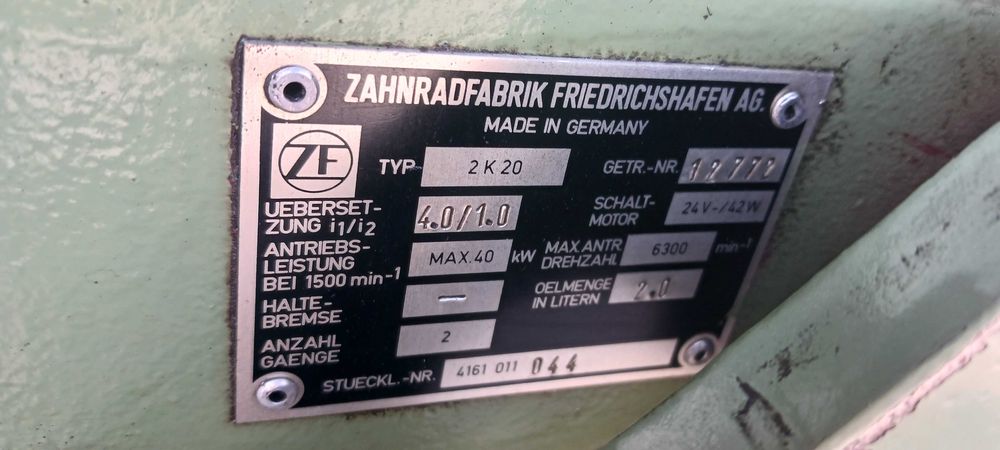 ZAHNRADFABRIK FRIEDRICHSHAFEN AG.
MADE IN GERMANY
ZF
TYP 2 K 20 GETR.-NR. 12777
UEBERSET-
ZUNG i1/i2 4.0/1.0
SCHALT-
MOTOR 24V-/42W
ANTRIEBS-
LEISTUNG
BEI 1500 min-1 MAX.40 kW
MAX.ANTR
DREHZAHL 6300 min-1
HALTE-
BREMSE —
OELMENGE
IN LITERN 2.0
ANZAHL
GAENGE 2
STUECKL.-NR. 4161 011 044